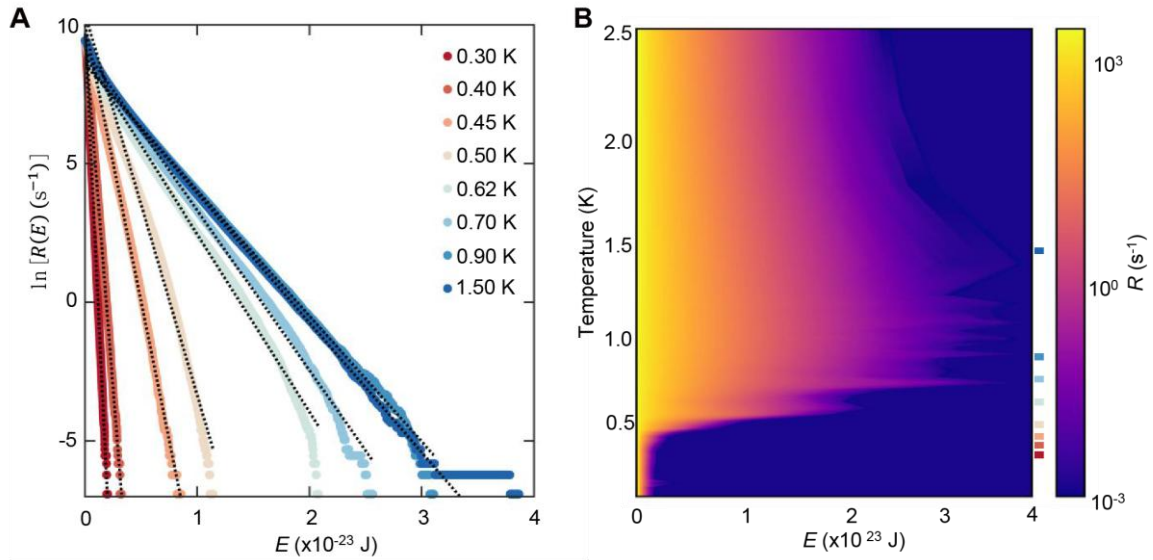 A
10
5
0
-5
ln [R(E) (s⁻¹)]
0 1 2 3 4
E (x10⁻²³ J)
0.30 K
0.40 K
0.45 K
0.50 K
0.62 K
0.70 K
0.90 K
1.50 K
B
2.5
2.0
1.5
1.0
0.5
Temperature (K)
0 1 2 3 4
E (x10 ²³ J)
10³
10⁰
10⁻³
R (s⁻¹)